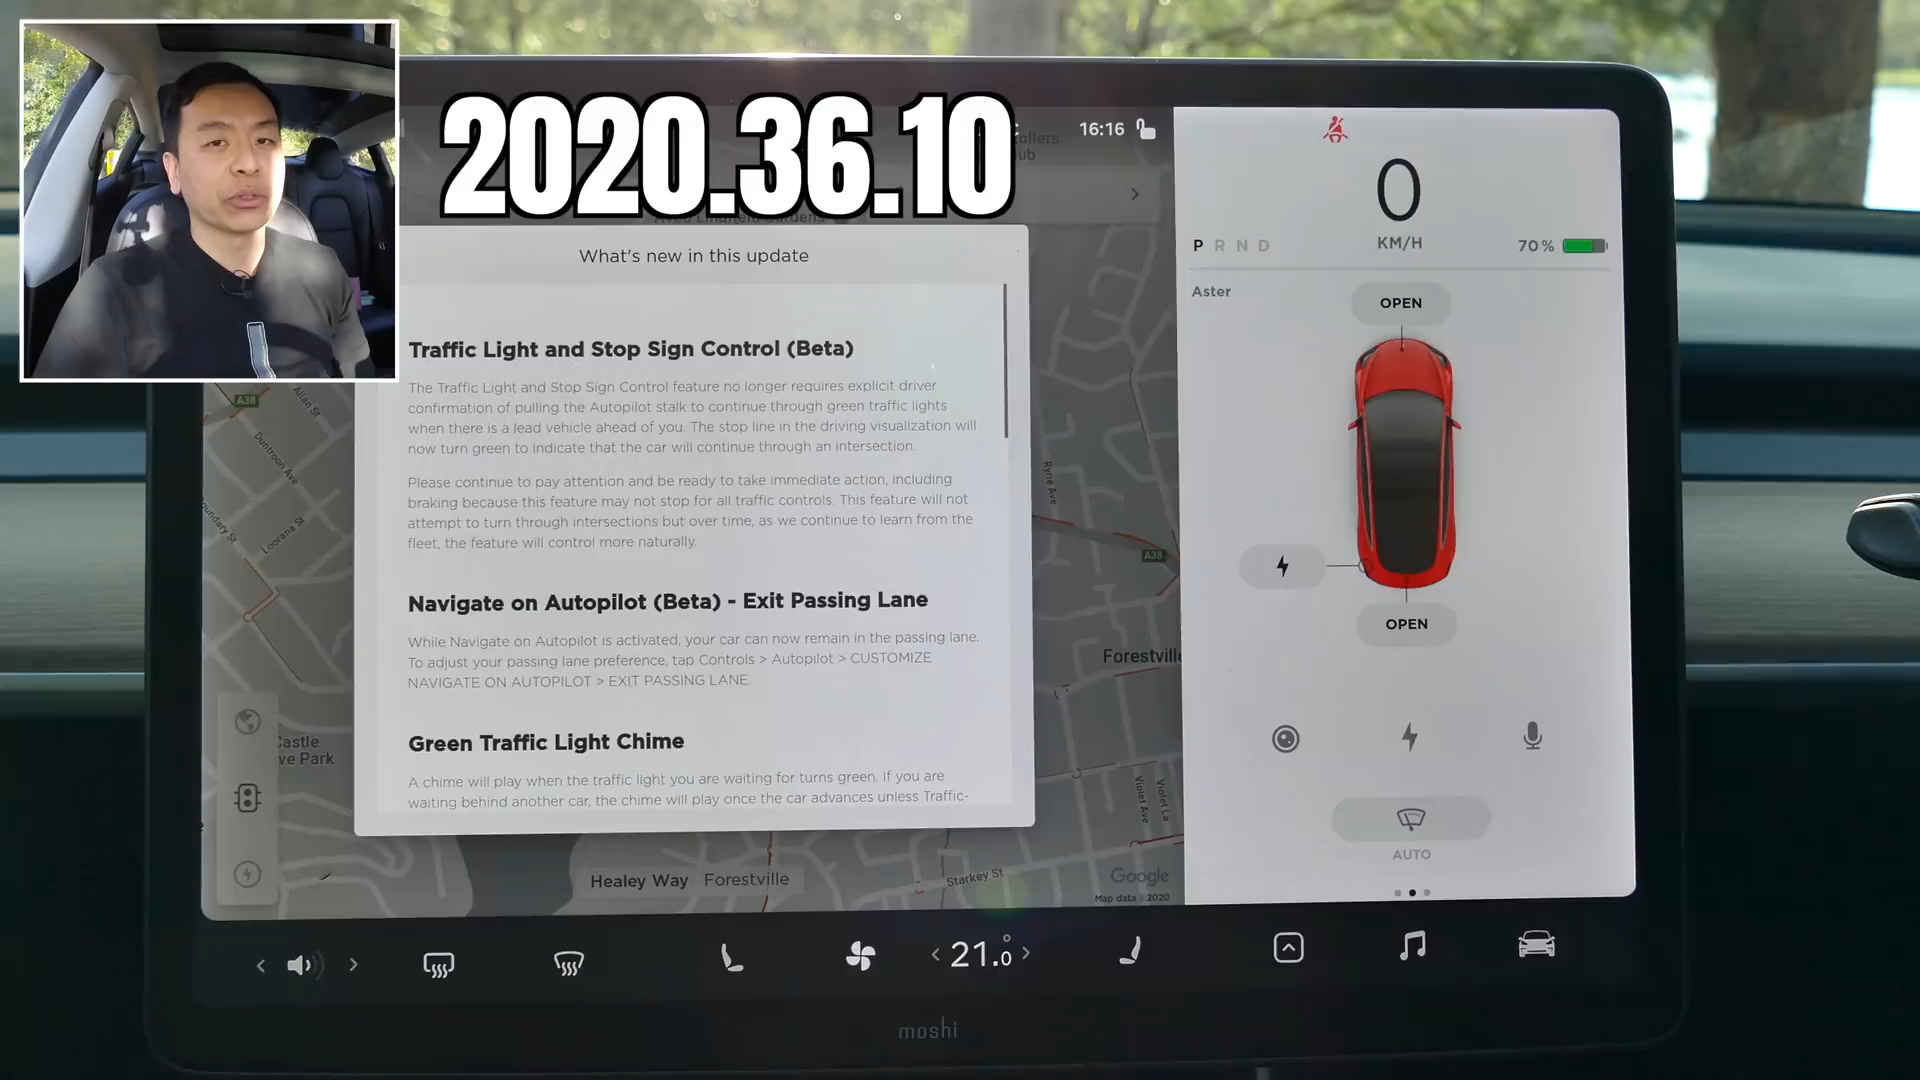 2020.36.10
16:16
What's new in this update
Traffic Light and Stop Sign Control (Beta)
The Traffic Light and Stop Sign Control feature no longer requires explicit driver
confirmation of pulling the Autopilot stalk to continue through green traffic lights
when there is a lead vehicle ahead of you. The stop line in the driving visualization will
now turn green to indicate that the car will continue through an intersection.
Please continue to pay attention and be ready to take immediate action, including
braking because this feature may not stop for all traffic controls. This feature will not
attempt to turn through intersections but over time, as we continue to learn from the
fleet, the feature will control more naturally.
Navigate on Autopilot (Beta) - Exit Passing Lane
While Navigate on Autopilot is activated, your car can now remain in the passing lane.
To adjust your passing lane preference, tap Controls > Autopilot > CUSTOMIZE
NAVIGATE ON AUTOPILOT > EXIT PASSING LANE.
Green Traffic Light Chime
A chime will play when the traffic light you are waiting for turns green. If you are
waiting behind another car, the chime will play once the car advances unless Traffic-
A38
Allan St
Duntroon Ave
Loorana St
Castle
ve Park
Ryrie Ave
A38
Forestville
Violet Ave
Violet La
Healey Way Forestville
Starkey St
Google
Map data ©2020
0
KM/H
P R N D
70%
Aster
OPEN
OPEN
AUTO
21.0
moshi